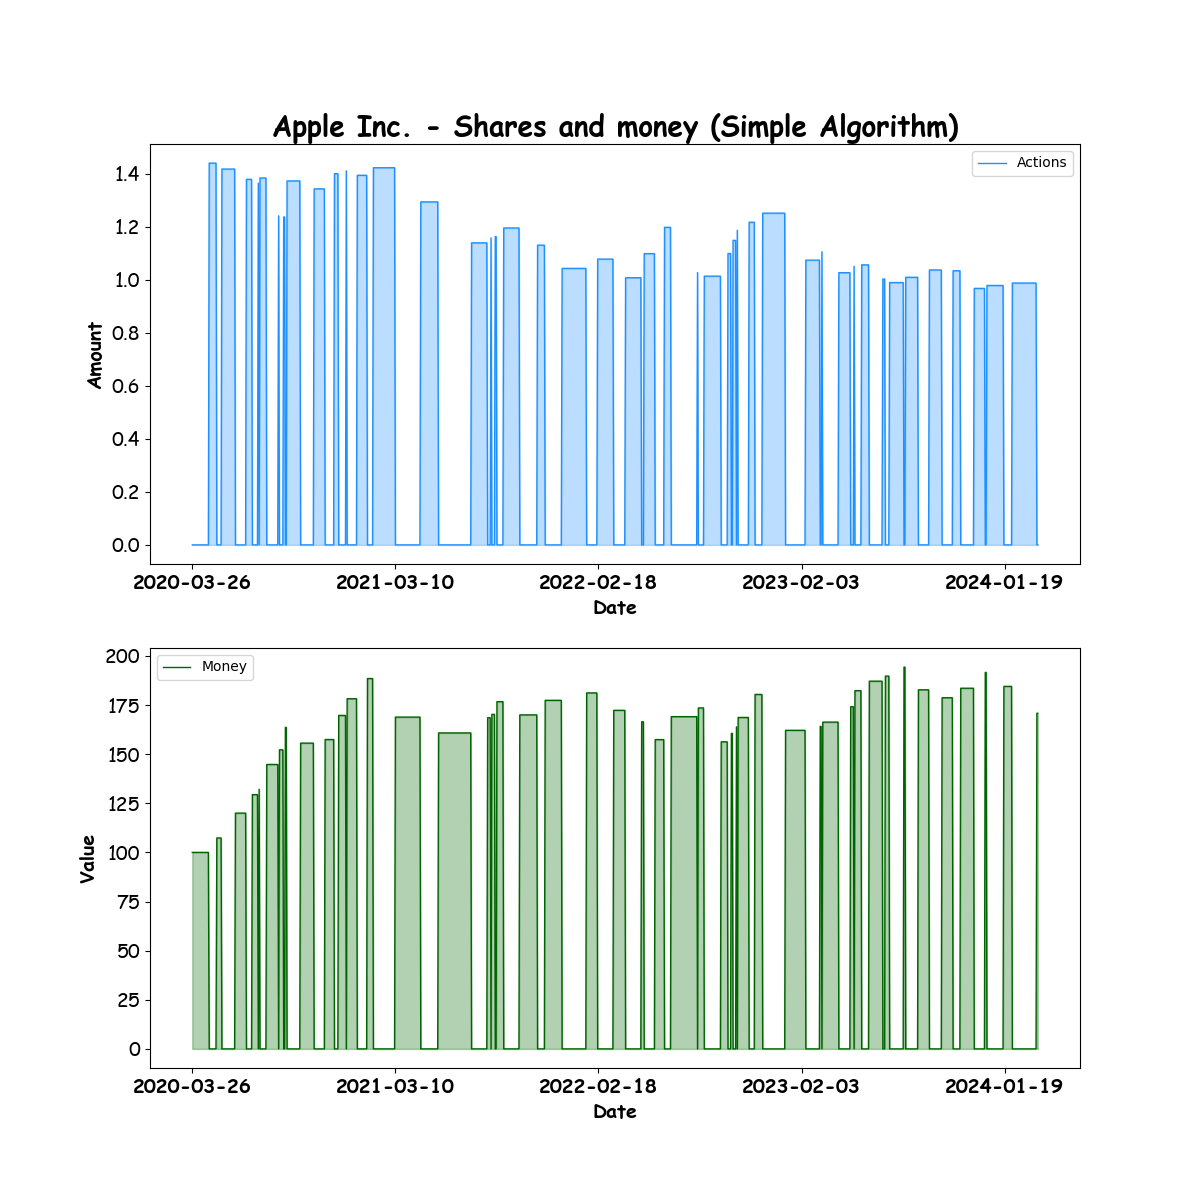 Apple Inc. - Shares and money (Simple Algorithm)
Actions
Amount
1.4
1.2
1.0
0.8
0.6
0.4
0.2
0.0
2020-03-26 2021-03-10 2022-02-18 2023-02-03 2024-01-19
Date
Money
Value
200
175
150
125
100
75
50
25
0
2020-03-26 2021-03-10 2022-02-18 2023-02-03 2024-01-19
Date